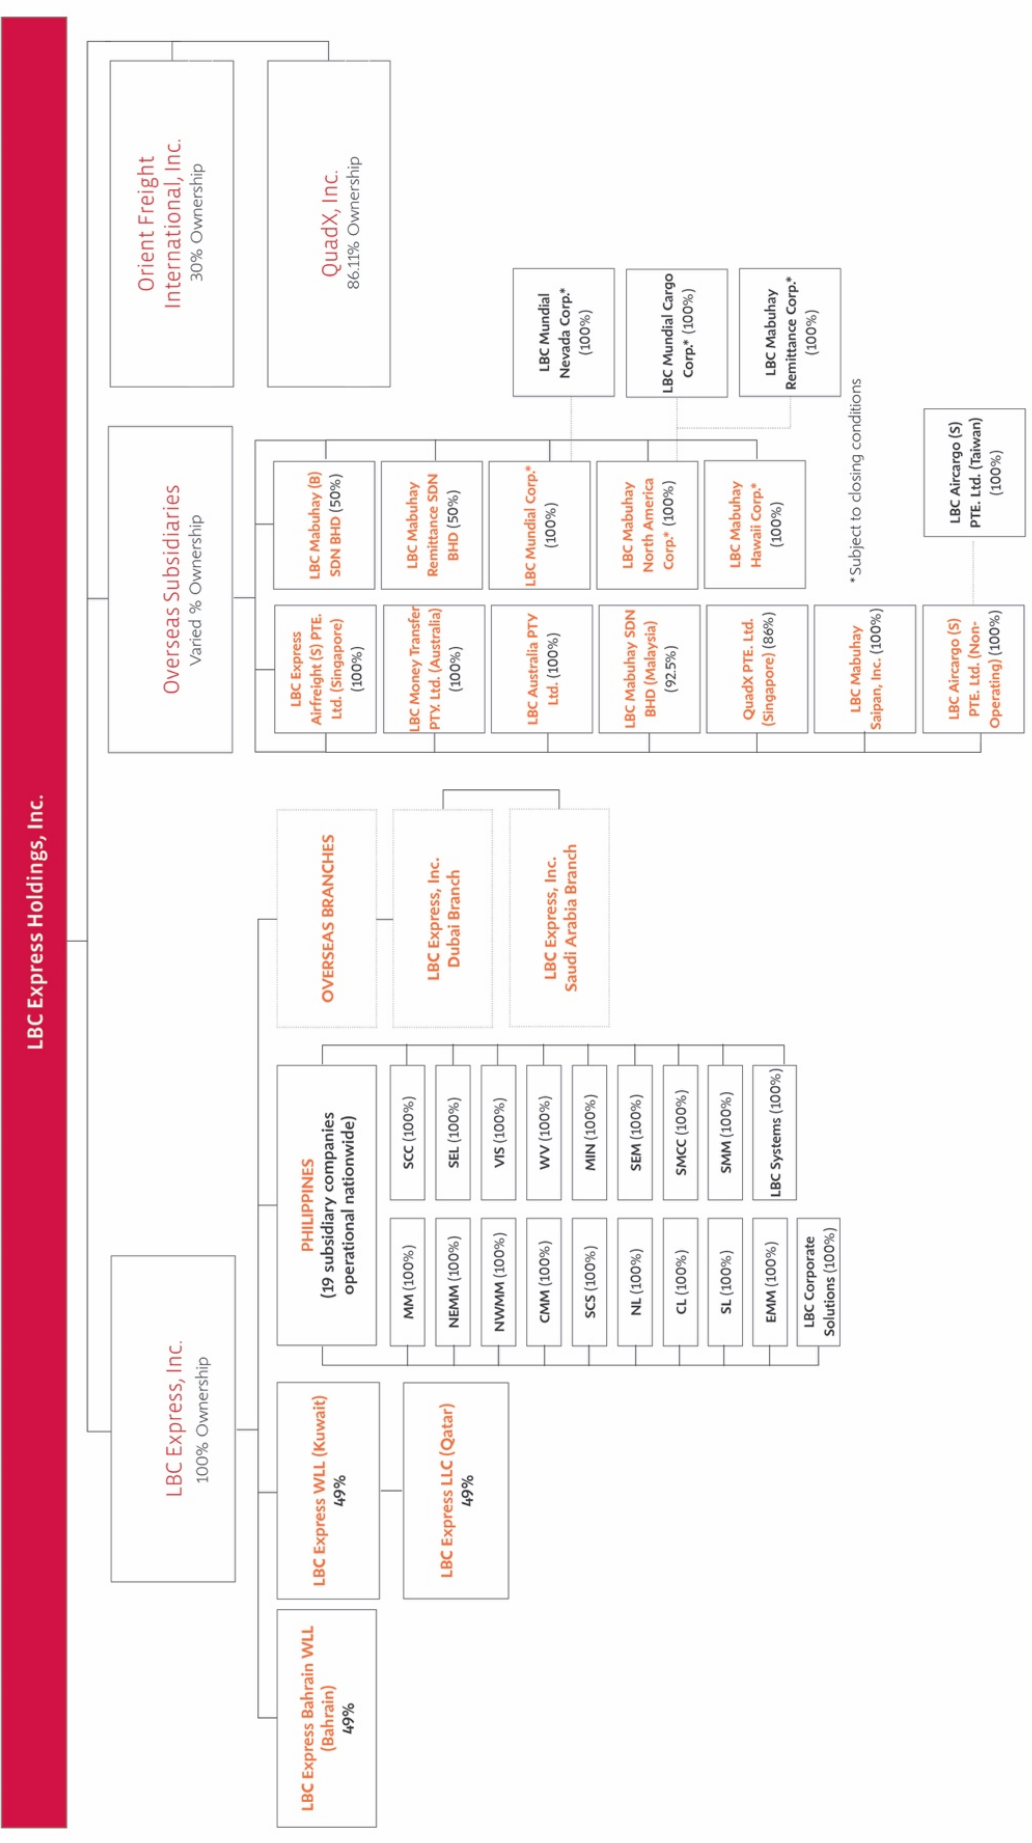 LBC Express Holdings, Inc.
LBC Express, Inc.
100% Ownership
Overseas Subsidiaries
Varied % Ownership
Orient Freight
International, Inc.
30% Ownership
QuadX, Inc.
86.11% Ownership
LBC Express Bahrain WLL
(Bahrain)
49%
LBC Express WLL (Kuwait)
49%
LBC Express LLC (Qatar)
49%
PHILIPPINES
(19 subsidiary companies
operational nationwide)
MM (100%)
NEMM (100%)
NWMM (100%)
CMM (100%)
SCS (100%)
NL (100%)
CL (100%)
SL (100%)
EMM (100%)
LBC Corporate
Solutions (100%)
SCC (100%)
SEL (100%)
VIS (100%)
WV (100%)
MIN (100%)
SEM (100%)
SMCC (100%)
SMM (100%)
LBC Systems (100%)
OVERSEAS BRANCHES
LBC Express, Inc.
Dubai Branch
LBC Express, Inc.
Saudi Arabia Branch
LBC Express
Airfreight (S) PTE.
Ltd. (Singapore)
(100%)
LBC Money Transfer
PTY. Ltd. (Australia)
(100%)
LBC Australia PTY
Ltd. (100%)
LBC Mabuhay SDN
BHD (Malaysia)
(92.5%)
QuadX PTE. Ltd.
(Singapore) (86%)
LBC Mabuhay
Saipan, Inc. (100%)
LBC Aircargo (S)
PTE. Ltd. (Non-
Operating) (100%)
LBC Mabuhay (B)
SDN BHD (50%)
LBC Mabuhay
Remittance SDN
BHD (50%)
LBC Mundial Corp.*
(100%)
LBC Mabuhay
North America
Corp.* (100%)
LBC Mabuhay
Hawaii Corp.*
(100%)
LBC Mundial
Nevada Corp.*
(100%)
LBC Mundial Cargo
Corp.* (100%)
LBC Mabuhay
Remittance Corp.*
(100%)
*Subject to closing conditions
LBC Aircargo (S)
PTE. Ltd. (Taiwan)
(100%)